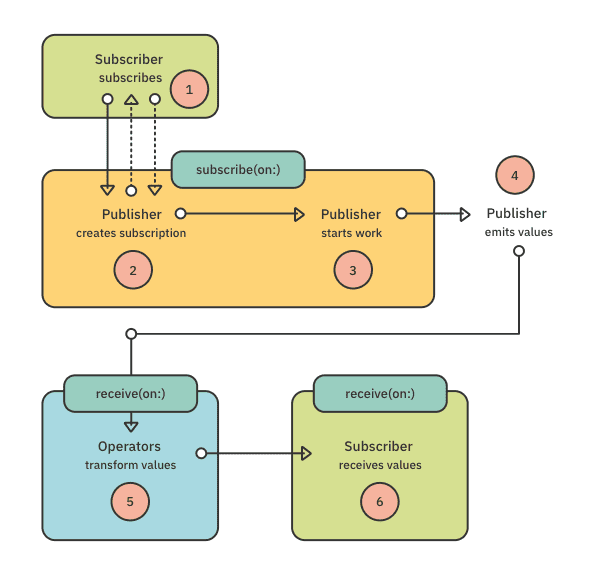 Subscriber
subscribes
1
subscribe(on:)
Publisher
creates subscription
2
Publisher
starts work
3
4
Publisher
emits values
receive(on:)
Operators
transform values
5
receive(on:)
Subscriber
receives values
6